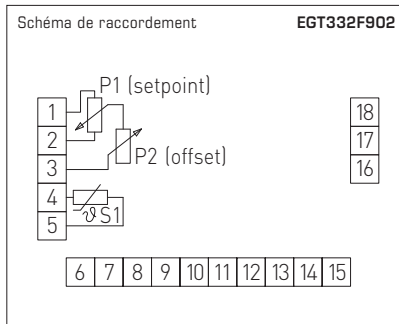 Schéma de raccordement EGT332F902
P1 (setpoint)
1
18
2
17
P2 (offset)
3
16
4
ϑ S1
5
6 7 8 9 10 11 12 13 14 15